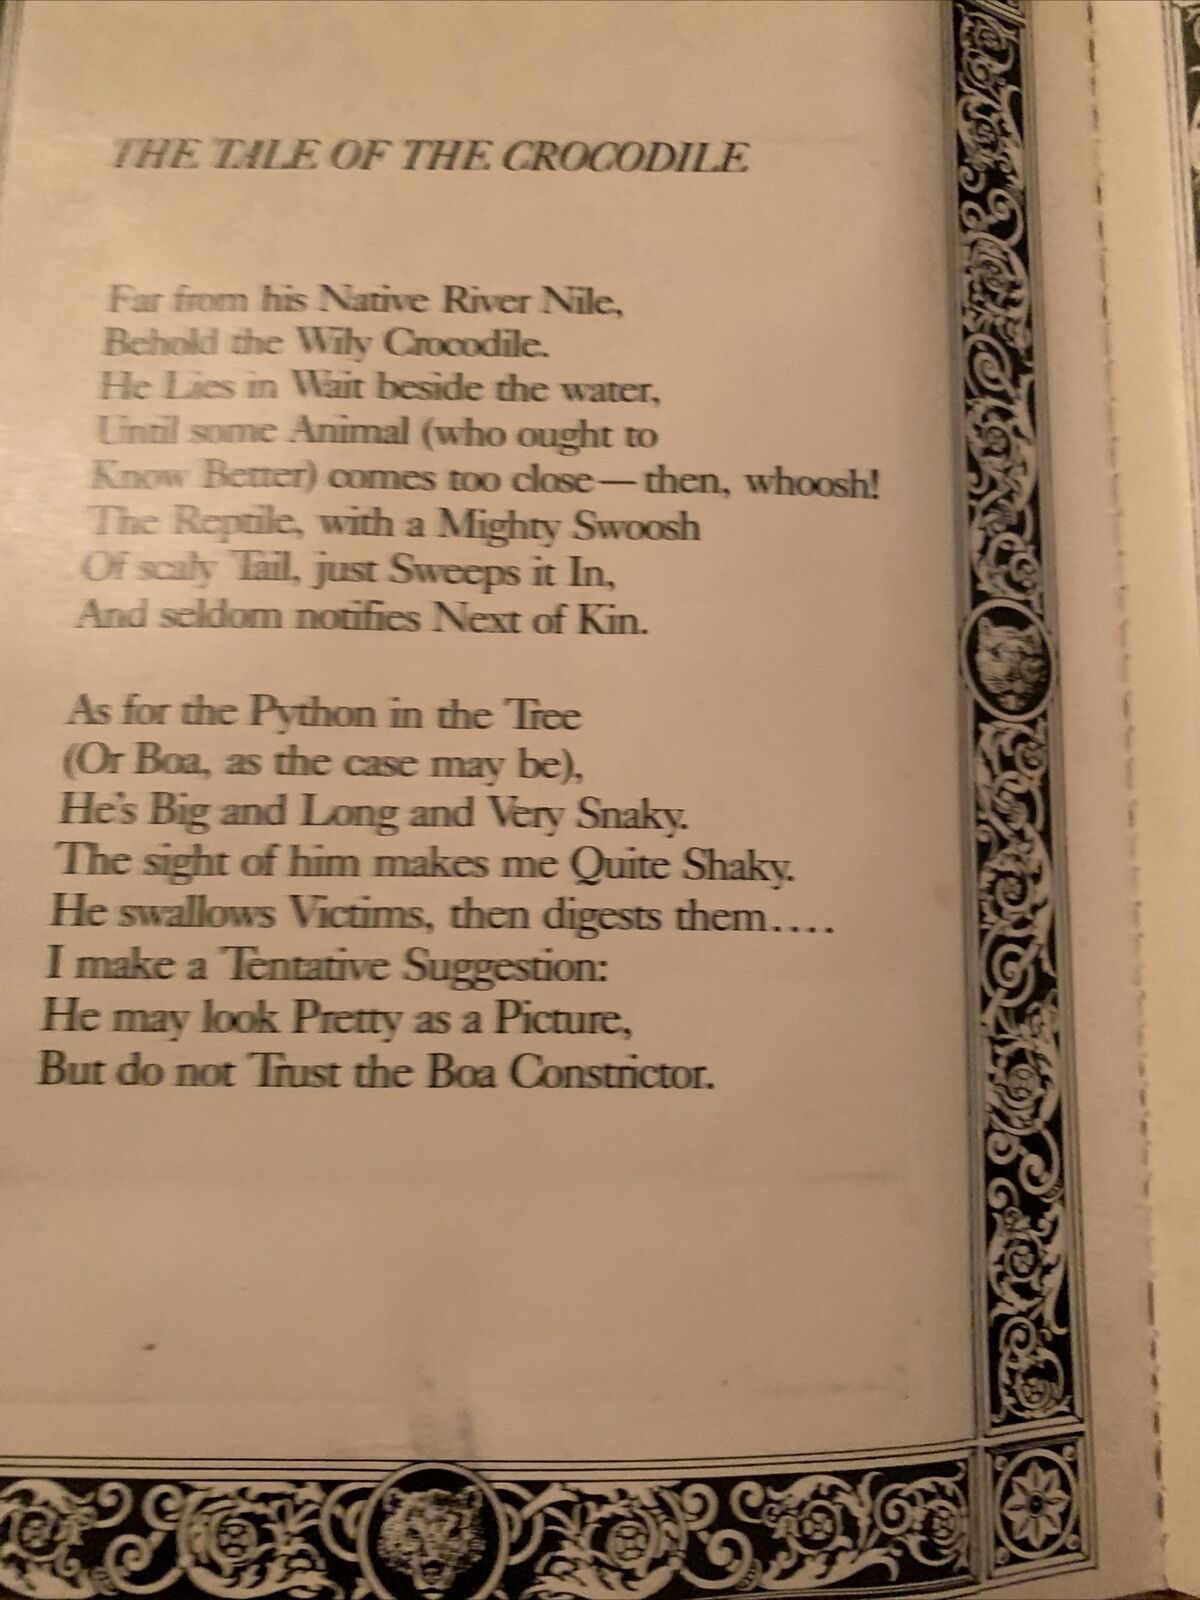 THE TALE OF THE CROCODILE
Far from his Native River Nile,
Behold the Wily Crocodile.
He Lies in Wait beside the water,
Until some Animal (who ought to
Know Better) comes too close—then, whoosh!
The Reptile, with a Mighty Swoosh
Of scaly Tail, just Sweeps it In,
And seldom notifies Next of Kin.
As for the Python in the Tree
(Or Boa, as the case may be),
He's Big and Long and Very Snaky.
The sight of him makes me Quite Shaky.
He swallows Victims, then digests them....
I make a Tentative Suggestion:
He may look Pretty as a Picture,
But do not Trust the Boa Constrictor.